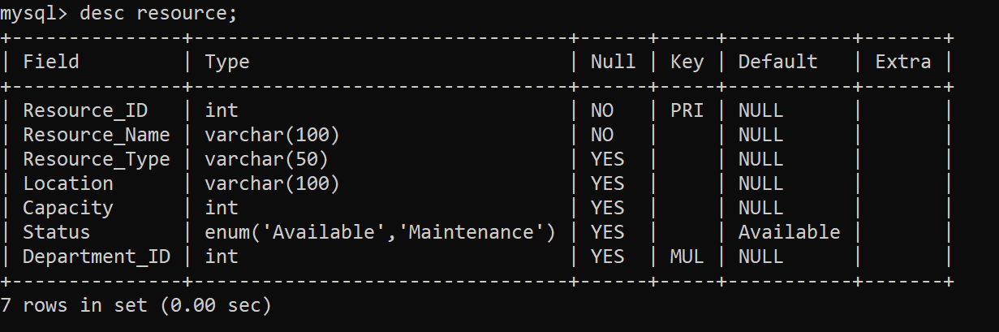 mysql> desc resource;
+---------------+---------------------------------+------+-----+-----------+-------+
| Field         | Type                            | Null | Key | Default   | Extra |
+---------------+---------------------------------+------+-----+-----------+-------+
| Resource_ID   | int                             | NO   | PRI | NULL      |       |
| Resource_Name | varchar(100)                    | NO   |     | NULL      |       |
| Resource_Type | varchar(50)                     | YES  |     | NULL      |       |
| Location      | varchar(100)                    | YES  |     | NULL      |       |
| Capacity      | int                             | YES  |     | NULL      |       |
| Status        | enum('Available','Maintenance') | YES  |     | Available |       |
| Department_ID | int                             | YES  | MUL | NULL      |       |
+---------------+---------------------------------+------+-----+-----------+-------+
7 rows in set (0.00 sec)